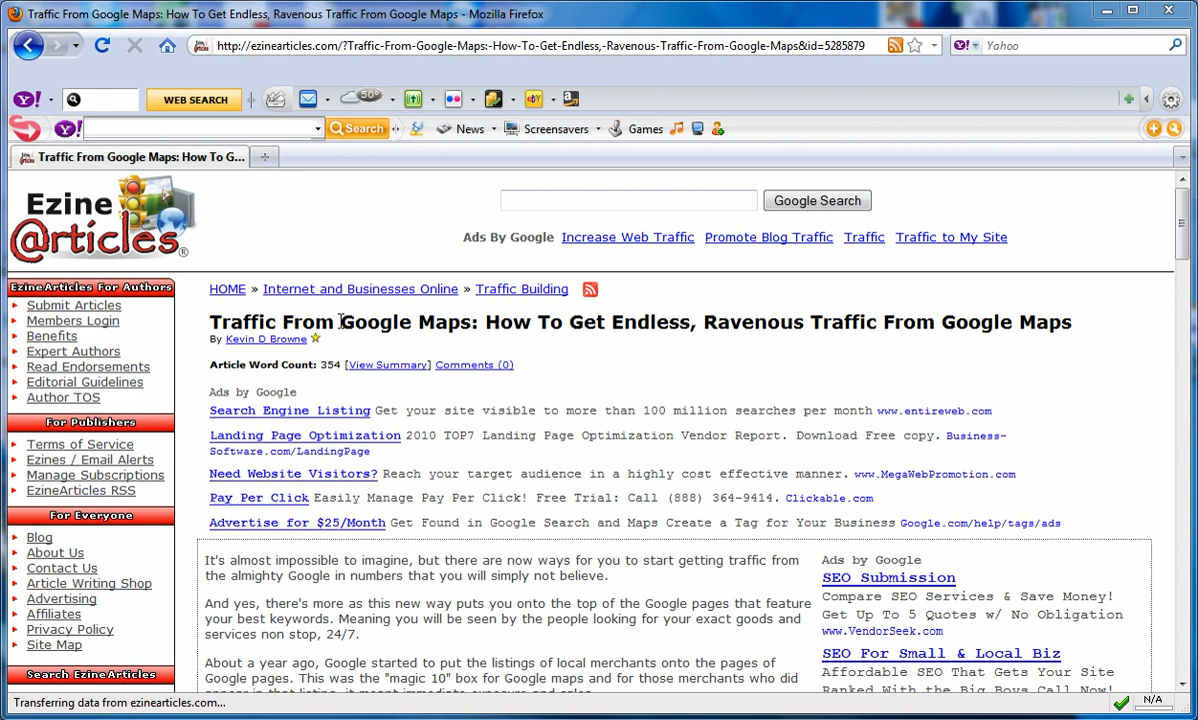 Traffic From Google Maps: How To Get Endless, Ravenous Traffic From Google Maps - Mozilla Firefox
http://ezinearticles.com/?Traffic-From-Google-Maps:-How-To-Get-Endless,-Ravenous-Traffic-From-Google-Maps&id=5285879
Yahoo
Y! WEB SEARCH 50° eBY a
Y! Search News Screensavers Games
Traffic From Google Maps: How To G...
Ezine
@rticles®
Google Search
Ads By Google Increase Web Traffic Promote Blog Traffic Traffic Traffic to My Site
EzineArticles For Authors
Submit Articles
Members Login
Benefits
Expert Authors
Read Endorsements
Editorial Guidelines
Author TOS
For Publishers
Terms of Service
Ezines / Email Alerts
Manage Subscriptions
EzineArticles RSS
For Everyone
Blog
About Us
Contact Us
Article Writing Shop
Advertising
Affiliates
Privacy Policy
Site Map
Search EzineArticles
HOME » Internet and Businesses Online » Traffic Building
Traffic From Google Maps: How To Get Endless, Ravenous Traffic From Google Maps
By Kevin D Browne
Article Word Count: 354 [View Summary] Comments (0)
Ads by Google
Search Engine Listing Get your site visible to more than 100 million searches per month www.entireweb.com
Landing Page Optimization 2010 TOP7 Landing Page Optimization Vendor Report. Download Free copy. Business-
Software.com/LandingPage
Need Website Visitors? Reach your target audience in a highly cost effective manner. www.MegaWebPromotion.com
Pay Per Click Easily Manage Pay Per Click! Free Trial: Call (888) 364-9414. Clickable.com
Advertise for $25/Month Get Found in Google Search and Maps Create a Tag for Your Business Google.com/help/tags/ads
It's almost impossible to imagine, but there are now ways for you to start getting traffic from
the almighty Google in numbers that you will simply not believe.
And yes, there's more as this new way puts you onto the top of the Google pages that feature
your best keywords. Meaning you will be seen by the people looking for your exact goods and
services non stop, 24/7.
About a year ago, Google started to put the listings of local merchants onto the pages of
Google pages. This was the "magic 10" box for Google maps and for those merchants who did
appear in that listing, it meant immediate exposure and sales.
Ads by Google
SEO Submission
Compare SEO Services & Save Money!
Get Up To 5 Quotes w/ No Obligation
www.VendorSeek.com
SEO For Small & Local Biz
Affordable SEO That Gets Your Site
Ranked With the Big Boys Call Now!
Transferring data from ezinearticles.com...
N/A